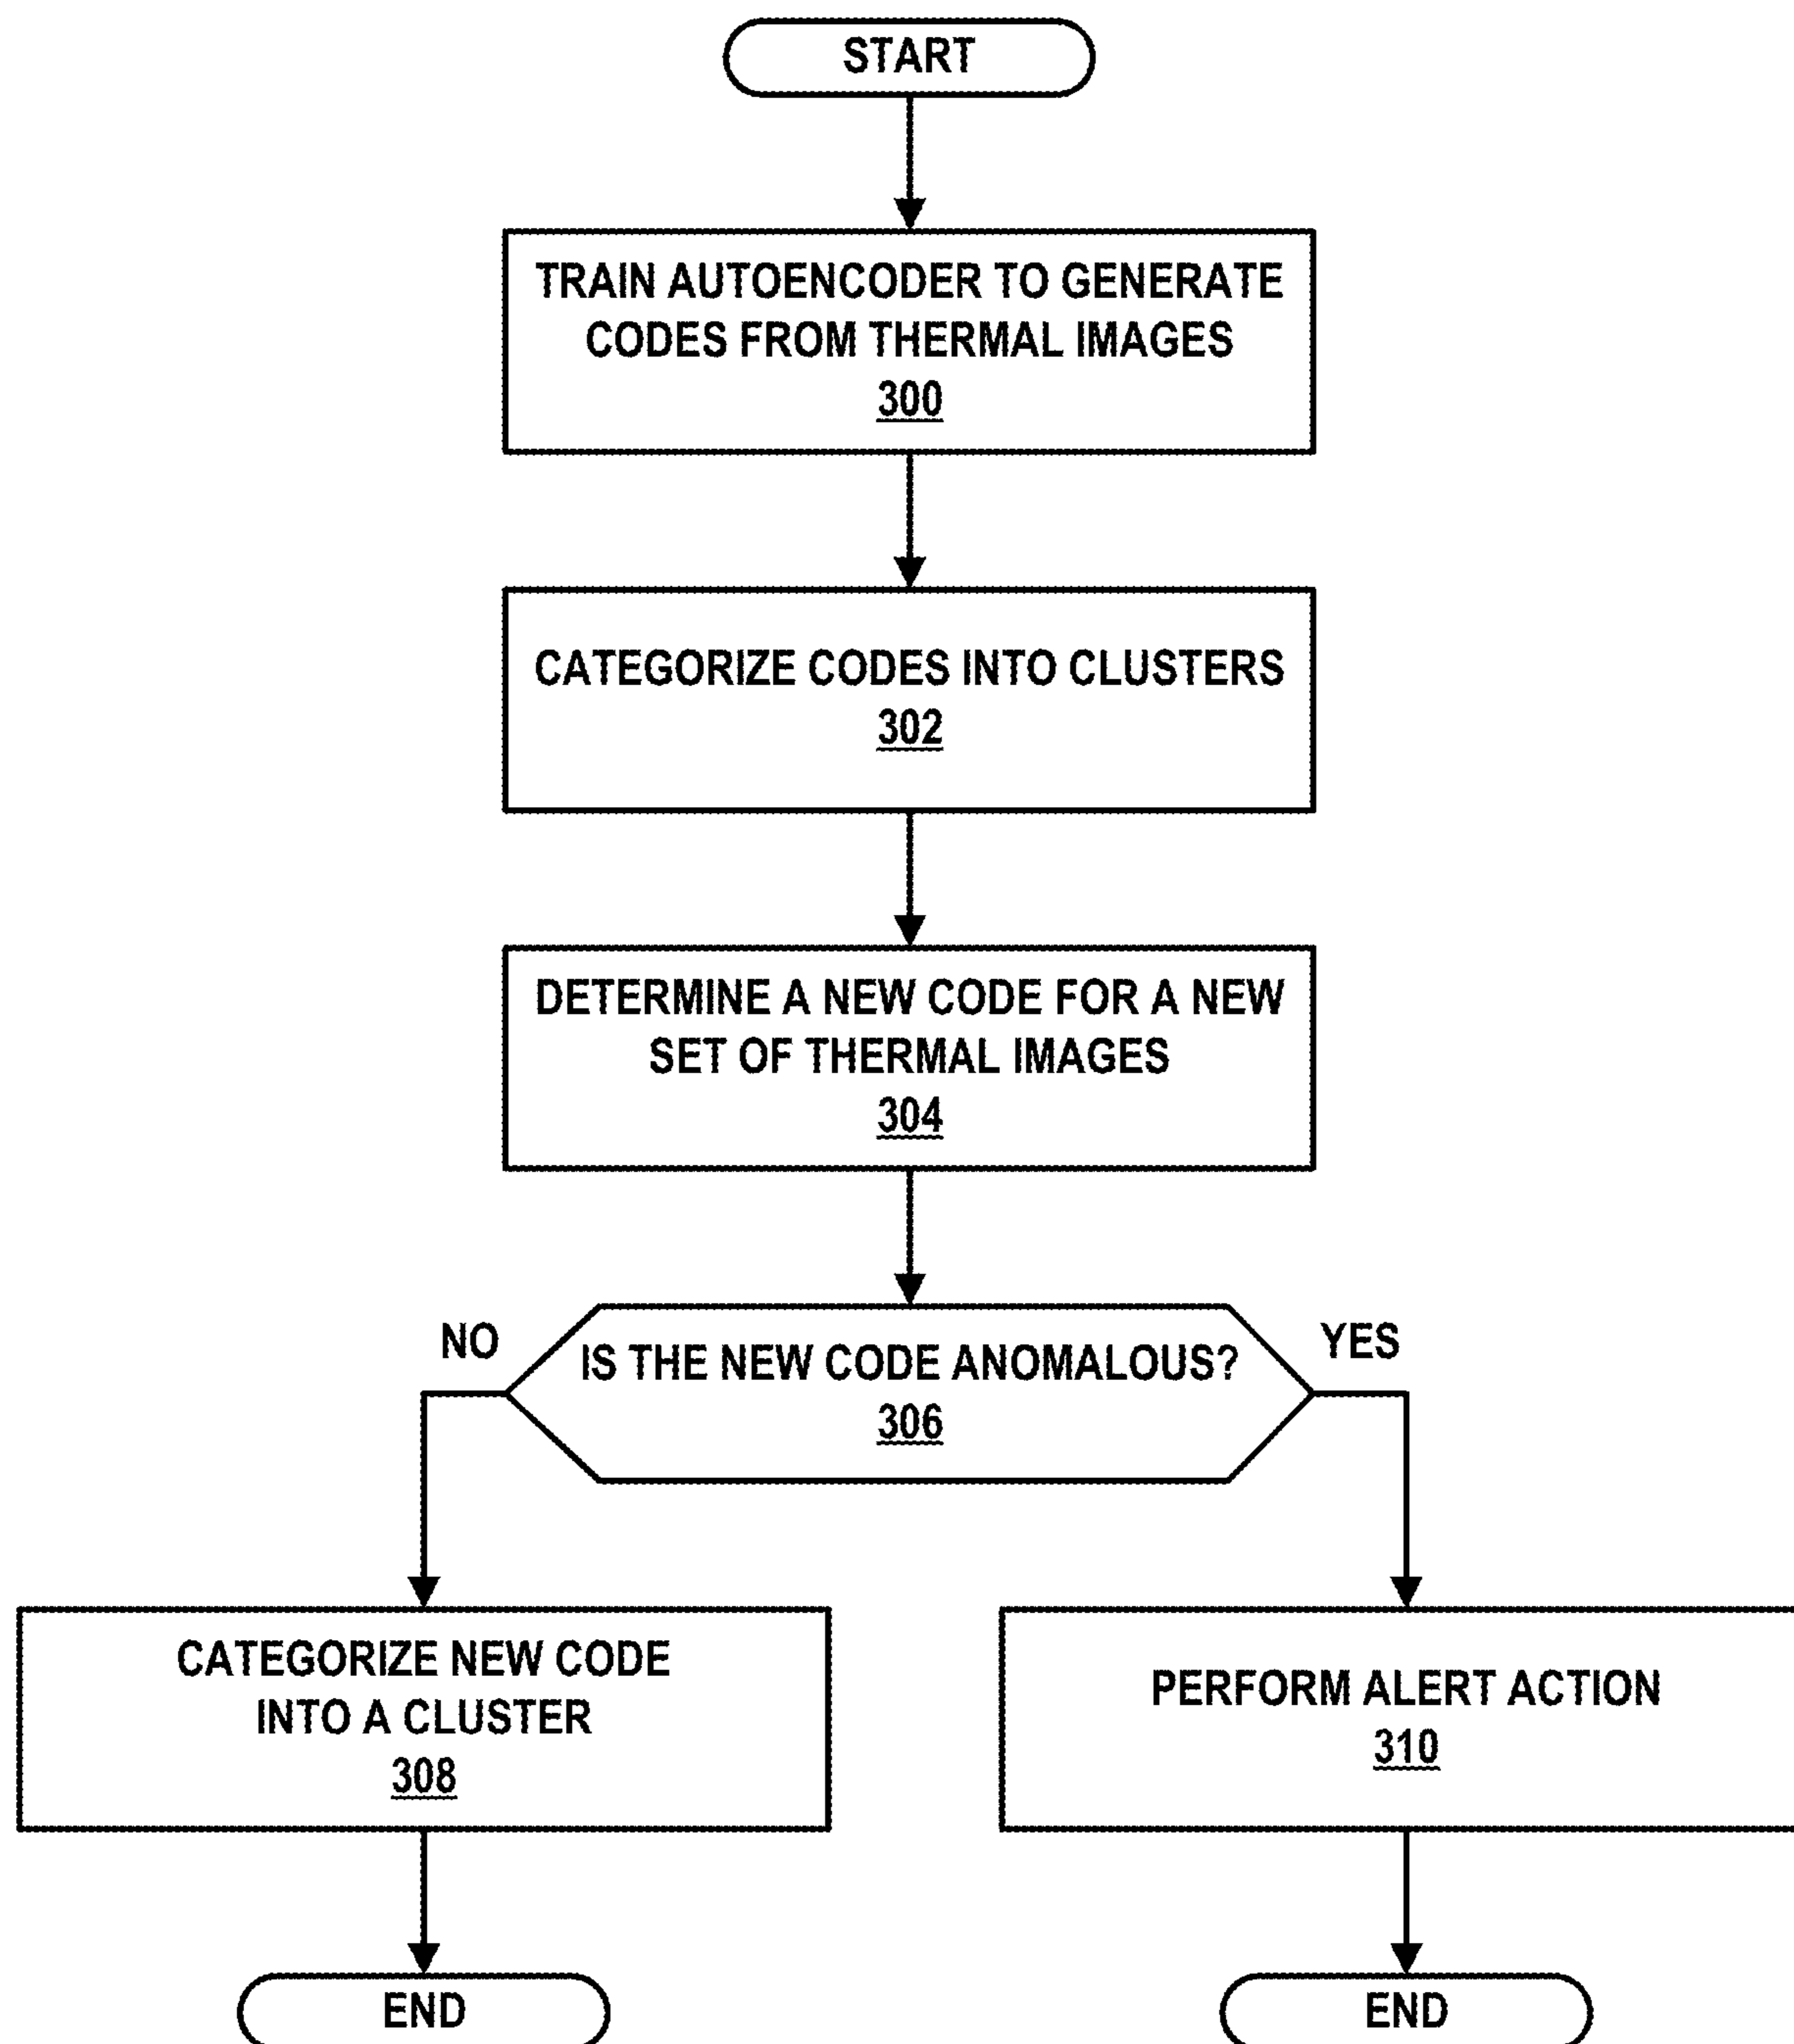 START
TRAIN AUTOENCODER TO GENERATE
CODES FROM THERMAL IMAGES
300
CATEGORIZE CODES INTO CLUSTERS
302
DETERMINE A NEW CODE FOR A NEW
SET OF THERMAL IMAGES
304
NO
IS THE NEW CODE ANOMALOUS?
306
YES
CATEGORIZE NEW CODE
INTO A CLUSTER
308
PERFORM ALERT ACTION
310
END
END